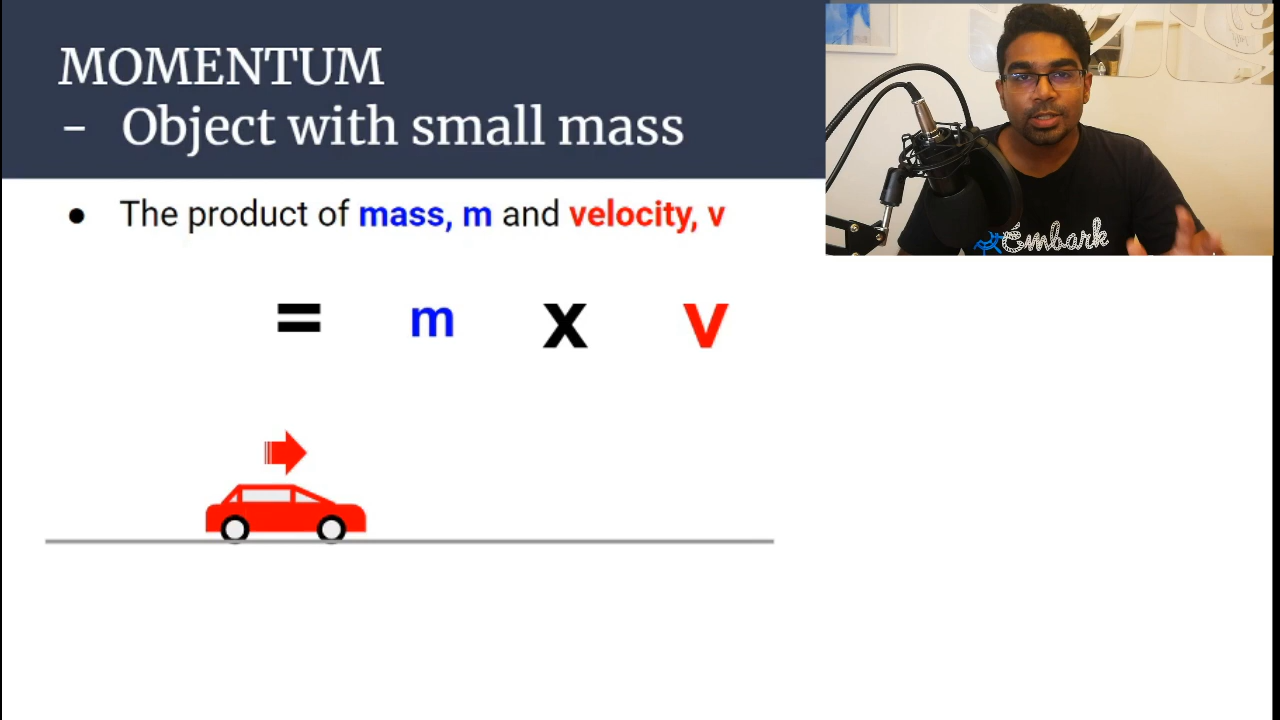 MOMENTUM
- Object with small mass
● The product of mass, m and velocity, v
= m x v
Embark